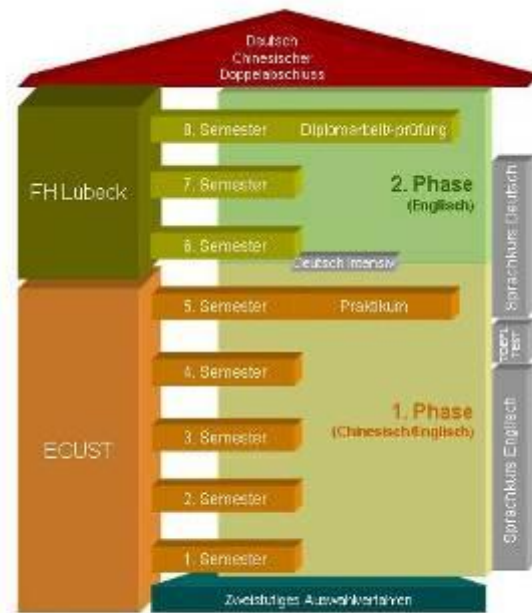 Deutsch
Chinesischer
Doppelabschluss
8. Semester Diplomarbeit-prüfung
FH Lübeck
7. Semester
2. Phase
(Englisch)
6. Semester
Deutsch Intensiv
Sprachkurs Deutsch
5. Semester Praktikum
TOEFL
TEST
4. Semester
1. Phase
(Chinesisch/Englisch)
3. Semester
ECUST
Sprachkurs Englisch
2. Semester
1. Semester
Zweistufiges Auswahlverfahren